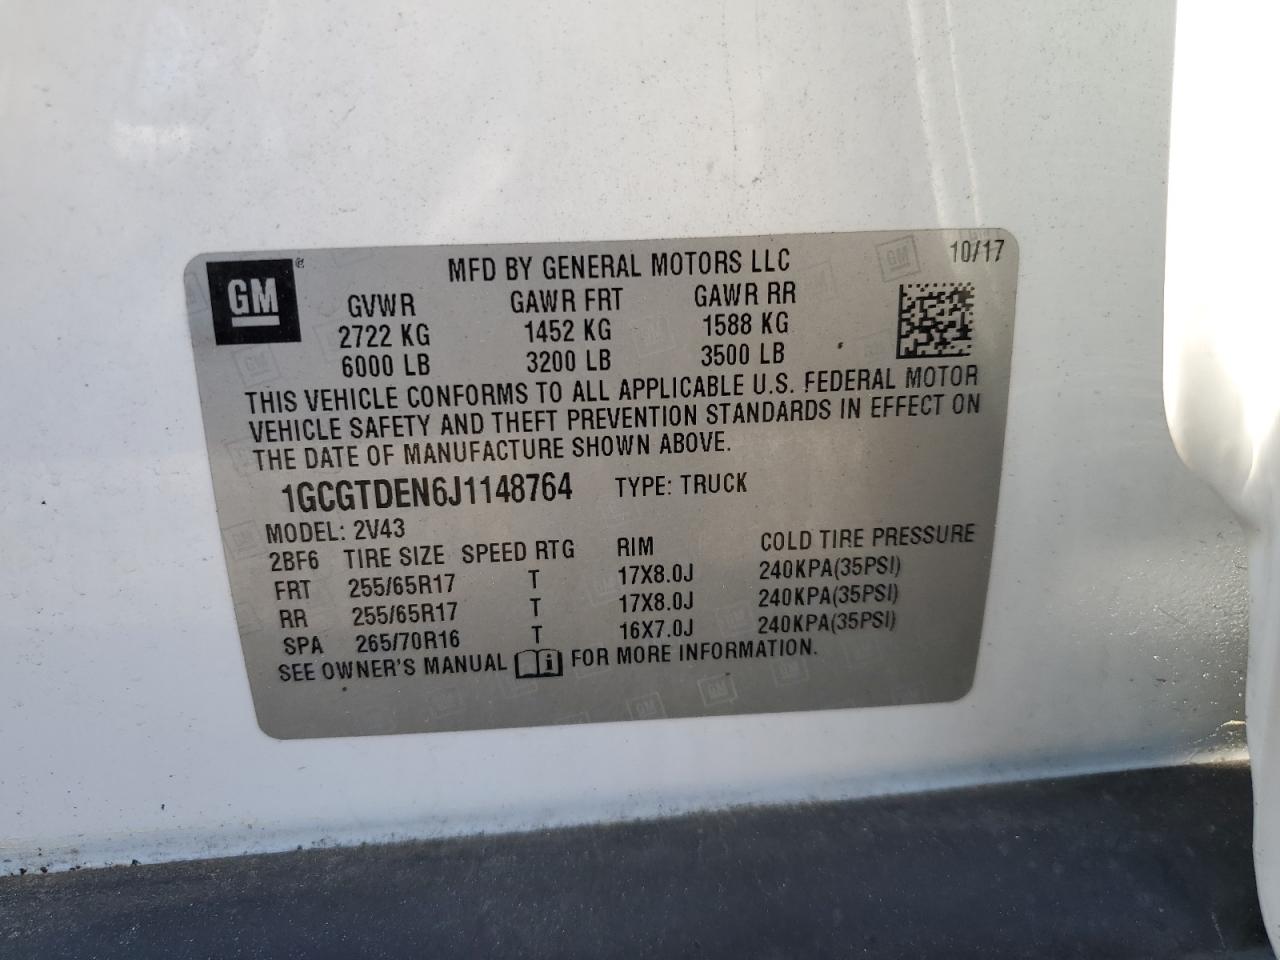 GM
MFD BY GENERAL MOTORS LLC
10/17
GVWR GAWR FRT GAWR RR
2722 KG 1452 KG 1588 KG
6000 LB 3200 LB 3500 LB
THIS VEHICLE CONFORMS TO ALL APPLICABLE U.S. FEDERAL MOTOR
VEHICLE SAFETY AND THEFT PREVENTION STANDARDS IN EFFECT ON
THE DATE OF MANUFACTURE SHOWN ABOVE.
1GCGTDEN6J1148764 TYPE: TRUCK
MODEL: 2V43
2BF6 TIRE SIZE SPEED RTG RIM COLD TIRE PRESSURE
FRT 255/65R17 T 17X8.0J 240KPA(35PSI)
RR 255/65R17 T 17X8.0J 240KPA(35PSI)
SPA 265/70R16 T 16X7.0J 240KPA(35PSI)
SEE OWNER'S MANUAL FOR MORE INFORMATION.